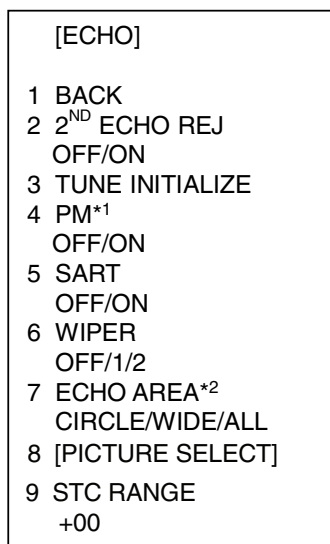 [ECHO]
1 BACK
2 2ND ECHO REJ
OFF/ON
3 TUNE INITIALIZE
4 PM*1
OFF/ON
5 SART
OFF/ON
6 WIPER
OFF/1/2
7 ECHO AREA*2
CIRCLE/WIDE/ALL
8 [PICTURE SELECT]
9 STC RANGE
+00